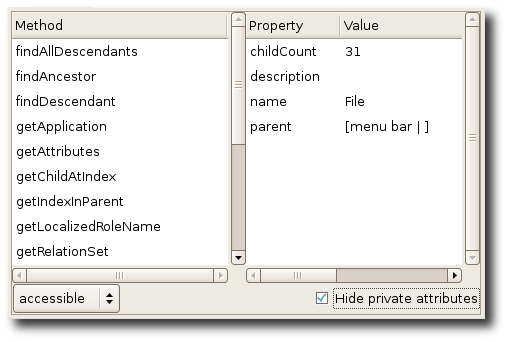 Method
findAllDescendants
findAncestor
findDescendant
getApplication
getAttributes
getChildAtIndex
getIndexInParent
getLocalizedRoleName
getRelationSet
Property Value
childCount 31
description
name File
parent [menu bar | ]
accessible
Hide private attributes